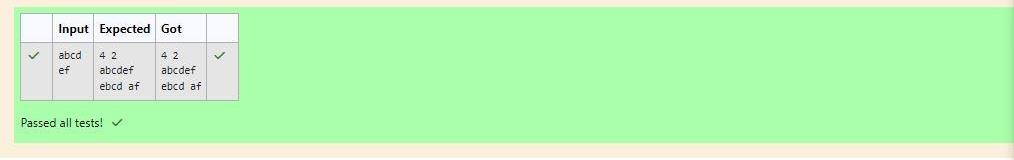 Input Expected Got
✓ abcd 4 2 4 2 ✓
ef abcdef abcdef
ebcd af ebcd af
Passed all tests! ✓